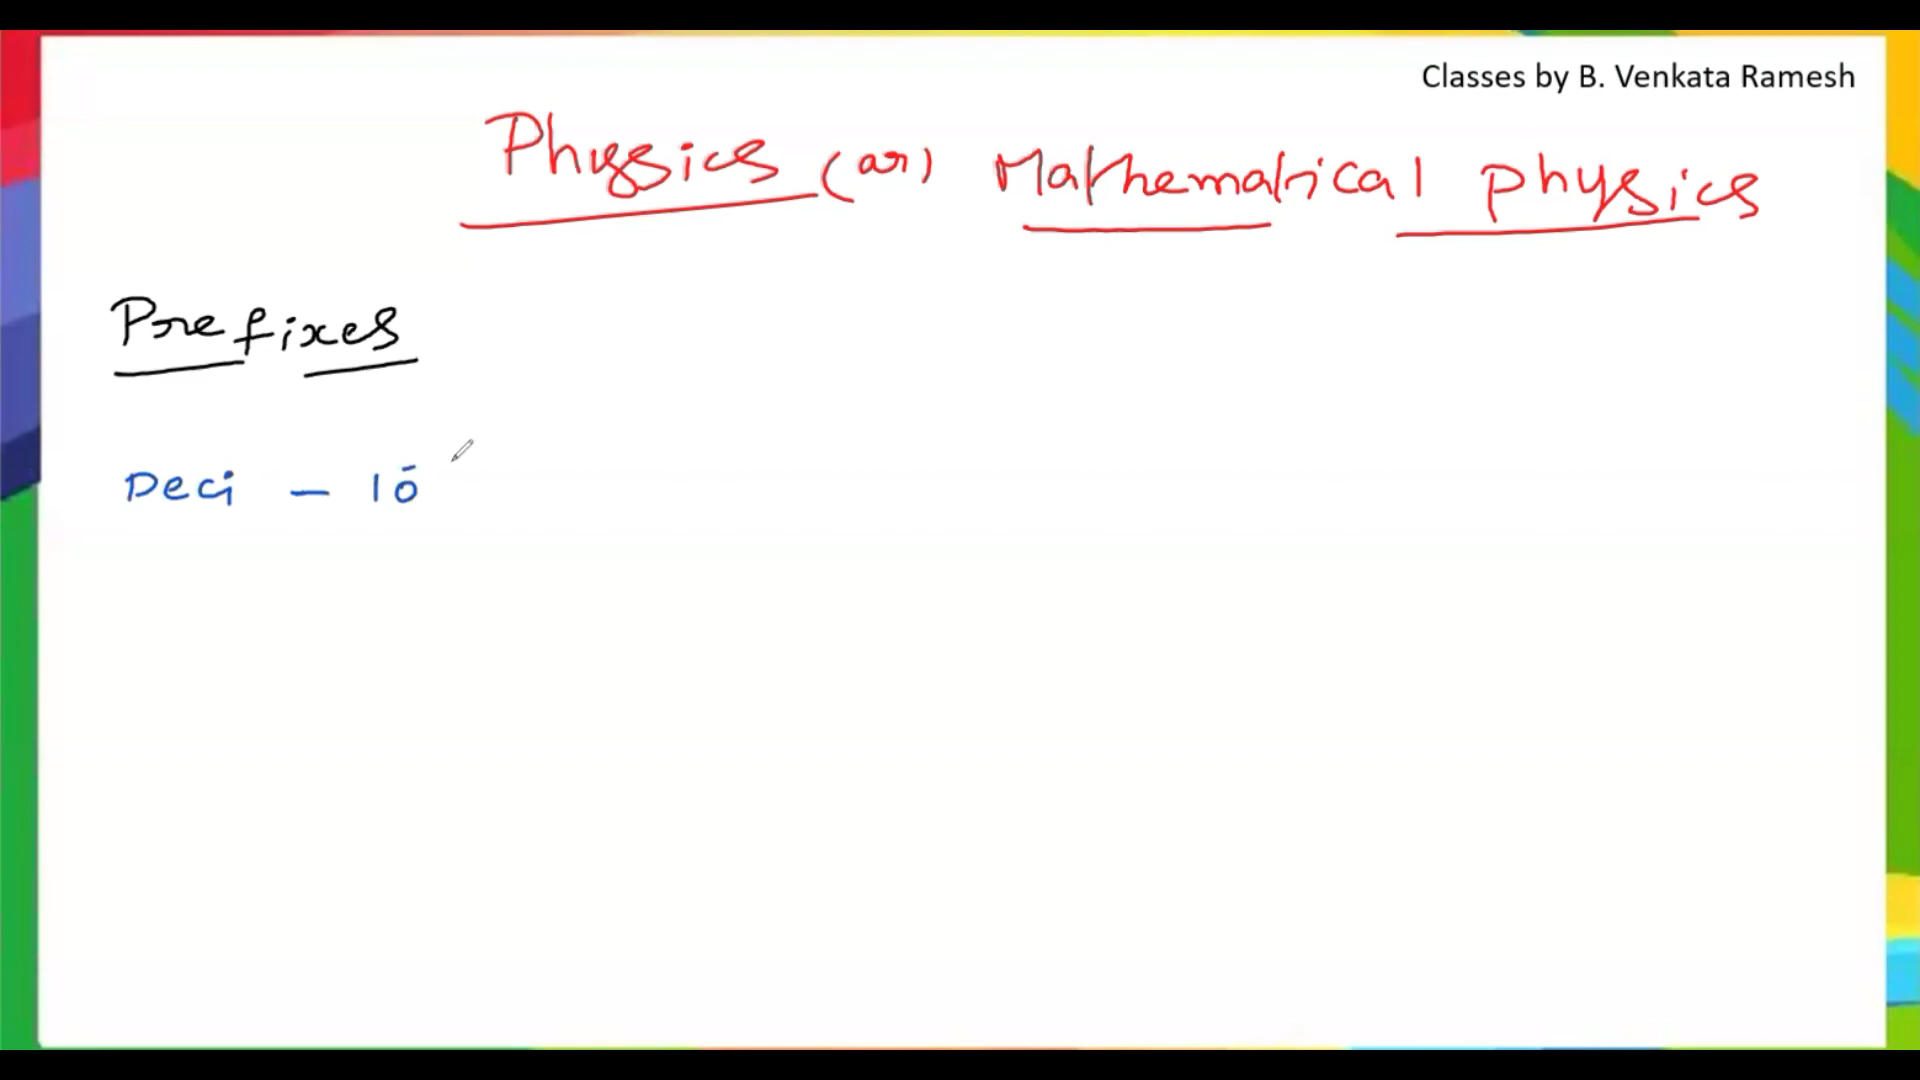 Classes by B. Venkata Ramesh
Physics (or) Mathematical physics
Prefixes
Deci - 10⁻